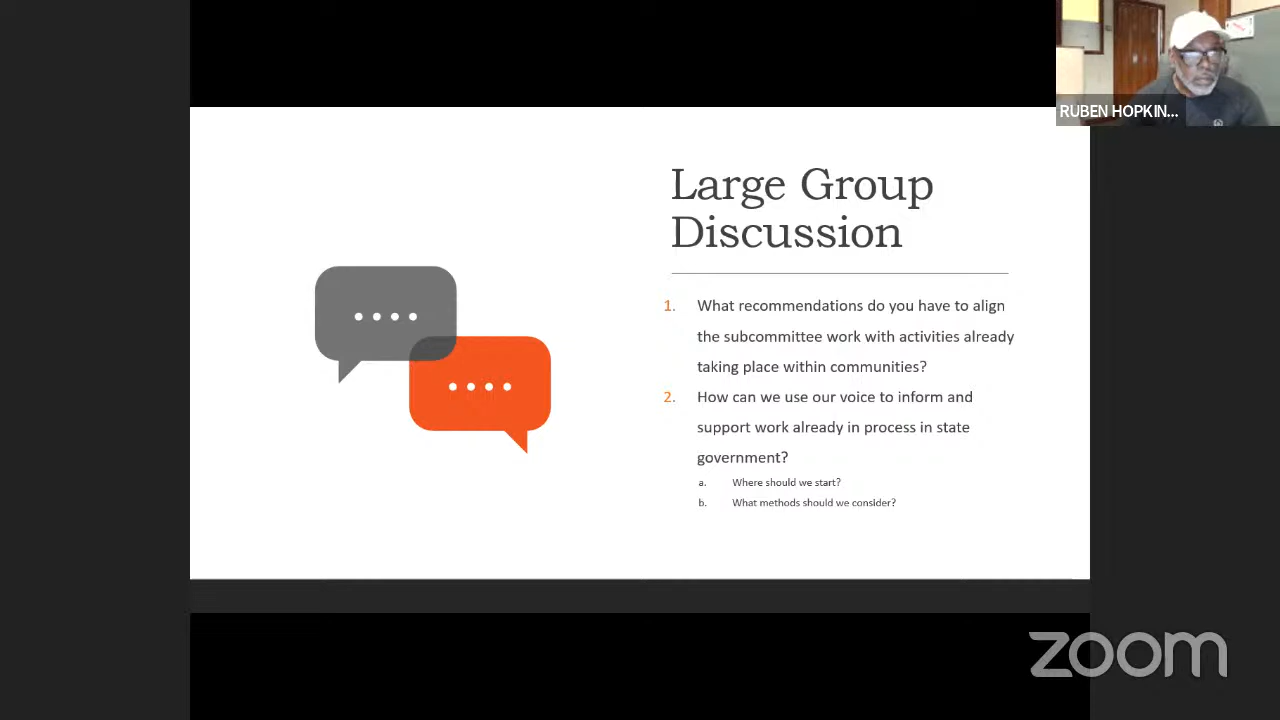 RUBEN HOPKIN...
Large Group
Discussion
1. What recommendations do you have to align
the subcommittee work with activities already
taking place within communities?
2. How can we use our voice to inform and
support work already in process in state
government?
a. Where should we start?
b. What methods should we consider?
zoom